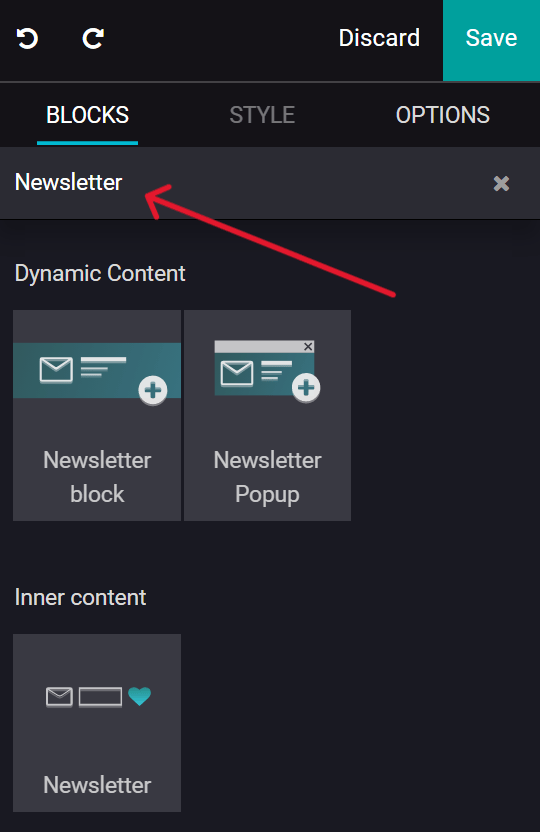 Discard Save
BLOCKS STYLE OPTIONS
Newsletter
Dynamic Content
Newsletter Newsletter
block Popup
Inner content
Newsletter